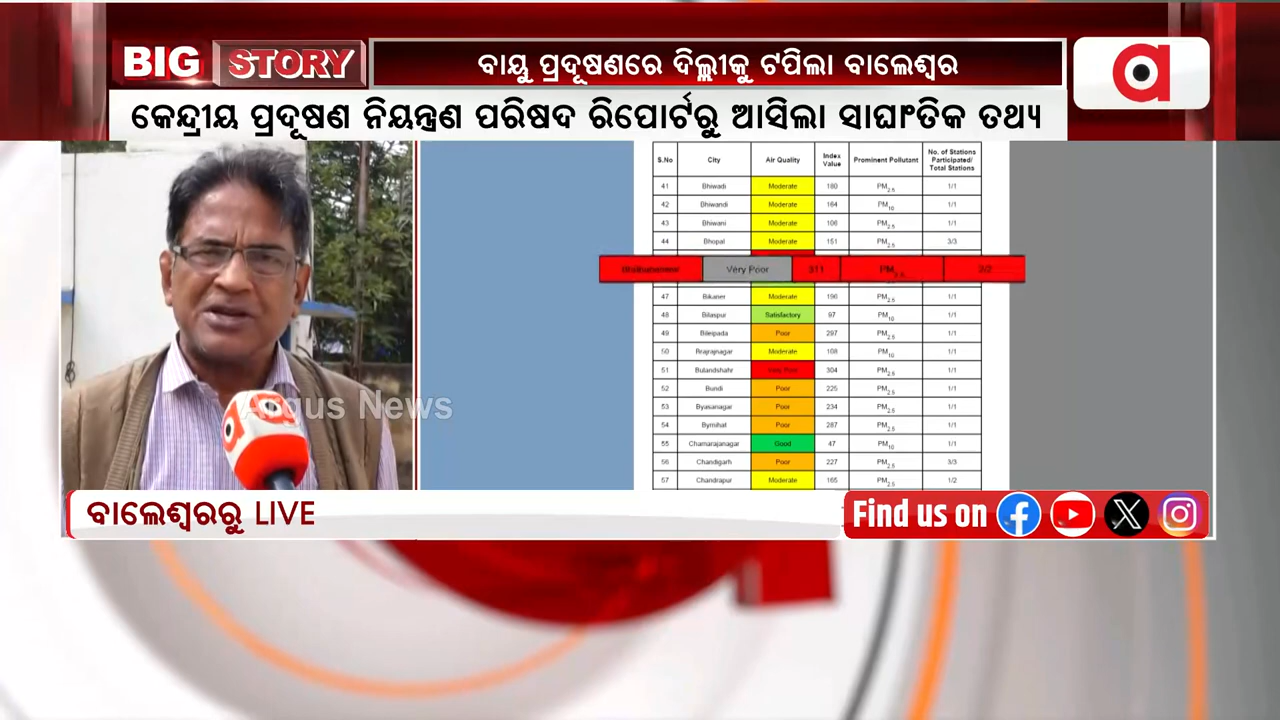 BIG STORY
ବାୟୁ ପ୍ରଦୂଷଣରେ ଦିଲ୍ଲୀକୁ ଟପିଲା ବାଲେଶ୍ୱର
a
କେନ୍ଦ୍ରୀୟ ପ୍ରଦୂଷଣ ନିୟନ୍ତ୍ରଣ ପରିଷଦ ରିପୋର୍ଟରୁ ଆସିଲା ସାଙ୍ଘାତିକ ତଥ୍ୟ
S.No City Air Quality Index Value Prominent Pollutant No. of Stations Participated/ Total Stations
41 Bhiwadi Moderate 180 PM2.5 1/1
42 Bhiwandi Moderate 164 PM10 1/1
43 Bhiwani Moderate 106 PM2.5 1/1
44 Bhopal Moderate 151 PM2.5 3/3
Bhubaneswar Very Poor 311 PM2.5 2/2
47 Bikaner Moderate 196 PM2.5 1/1
48 Bilaspur Satisfactory 97 PM10 1/1
49 Bileipada Poor 297 PM2.5 1/1
50 Brajrajnagar Moderate 108 PM10 1/1
51 Bulandshahr Very Poor 304 PM2.5 1/1
52 Bundi Poor 225 PM2.5 1/1
53 Byasanagar Poor 234 PM2.5 1/1
54 Byrnihat Poor 287 PM2.5 1/1
55 Chamarajanagar Good 47 PM10 1/1
56 Chandigarh Poor 227 PM2.5 3/3
57 Chandrapur Moderate 165 PM2.5 1/2
Argus News
ବାଲେଶ୍ୱରରୁ LIVE
Find us on